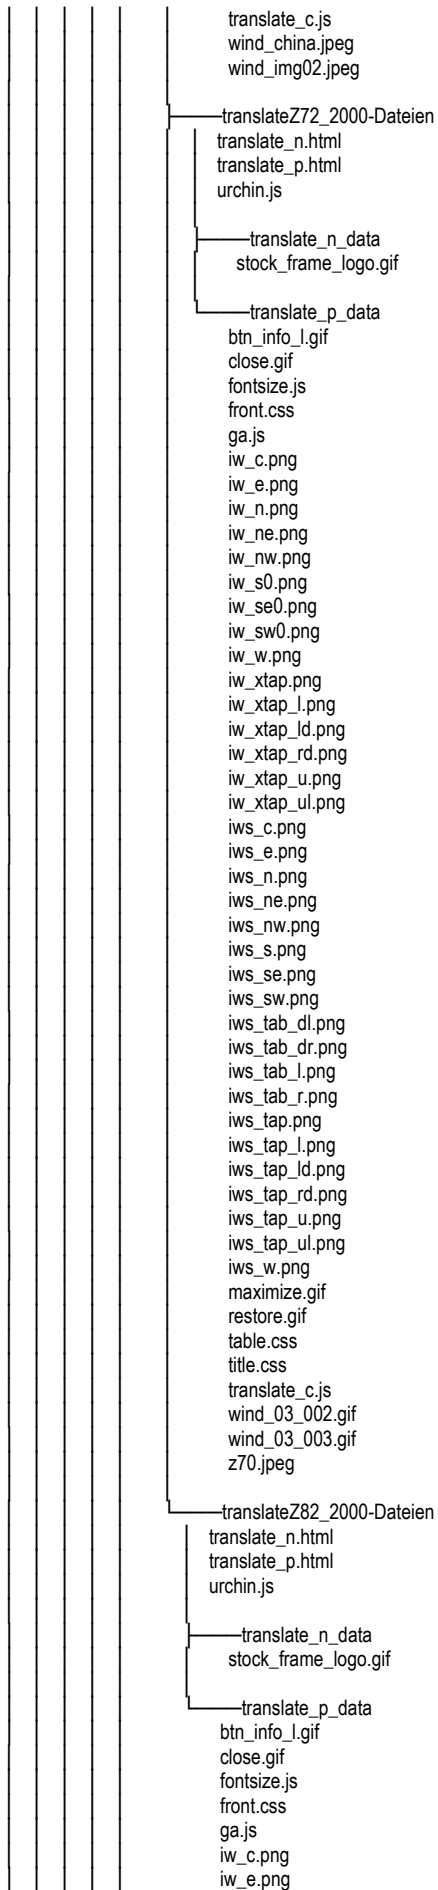 translate_c.js
wind_china.jpeg
wind_img02.jpeg
translateZ72_2000-Dateien
translate_n.html
translate_p.html
urchin.js
translate_n_data
stock_frame_logo.gif
translate_p_data
btn_info_l.gif
close.gif
fontsize.js
front.css
ga.js
iw_c.png
iw_e.png
iw_n.png
iw_ne.png
iw_nw.png
iw_s0.png
iw_se0.png
iw_sw0.png
iw_w.png
iw_xtap.png
iw_xtap_l.png
iw_xtap_ld.png
iw_xtap_rd.png
iw_xtap_u.png
iw_xtap_ul.png
iws_c.png
iws_e.png
iws_n.png
iws_ne.png
iws_nw.png
iws_s.png
iws_se.png
iws_sw.png
iws_tab_dl.png
iws_tab_dr.png
iws_tab_l.png
iws_tab_r.png
iws_tap.png
iws_tap_l.png
iws_tap_ld.png
iws_tap_rd.png
iws_tap_u.png
iws_tap_ul.png
iws_w.png
maximize.gif
restore.gif
table.css
title.css
translate_c.js
wind_03_002.gif
wind_03_003.gif
z70.jpeg
translateZ82_2000-Dateien
translate_n.html
translate_p.html
urchin.js
translate_n_data
stock_frame_logo.gif
translate_p_data
btn_info_l.gif
close.gif
fontsize.js
front.css
ga.js
iw_c.png
iw_e.png